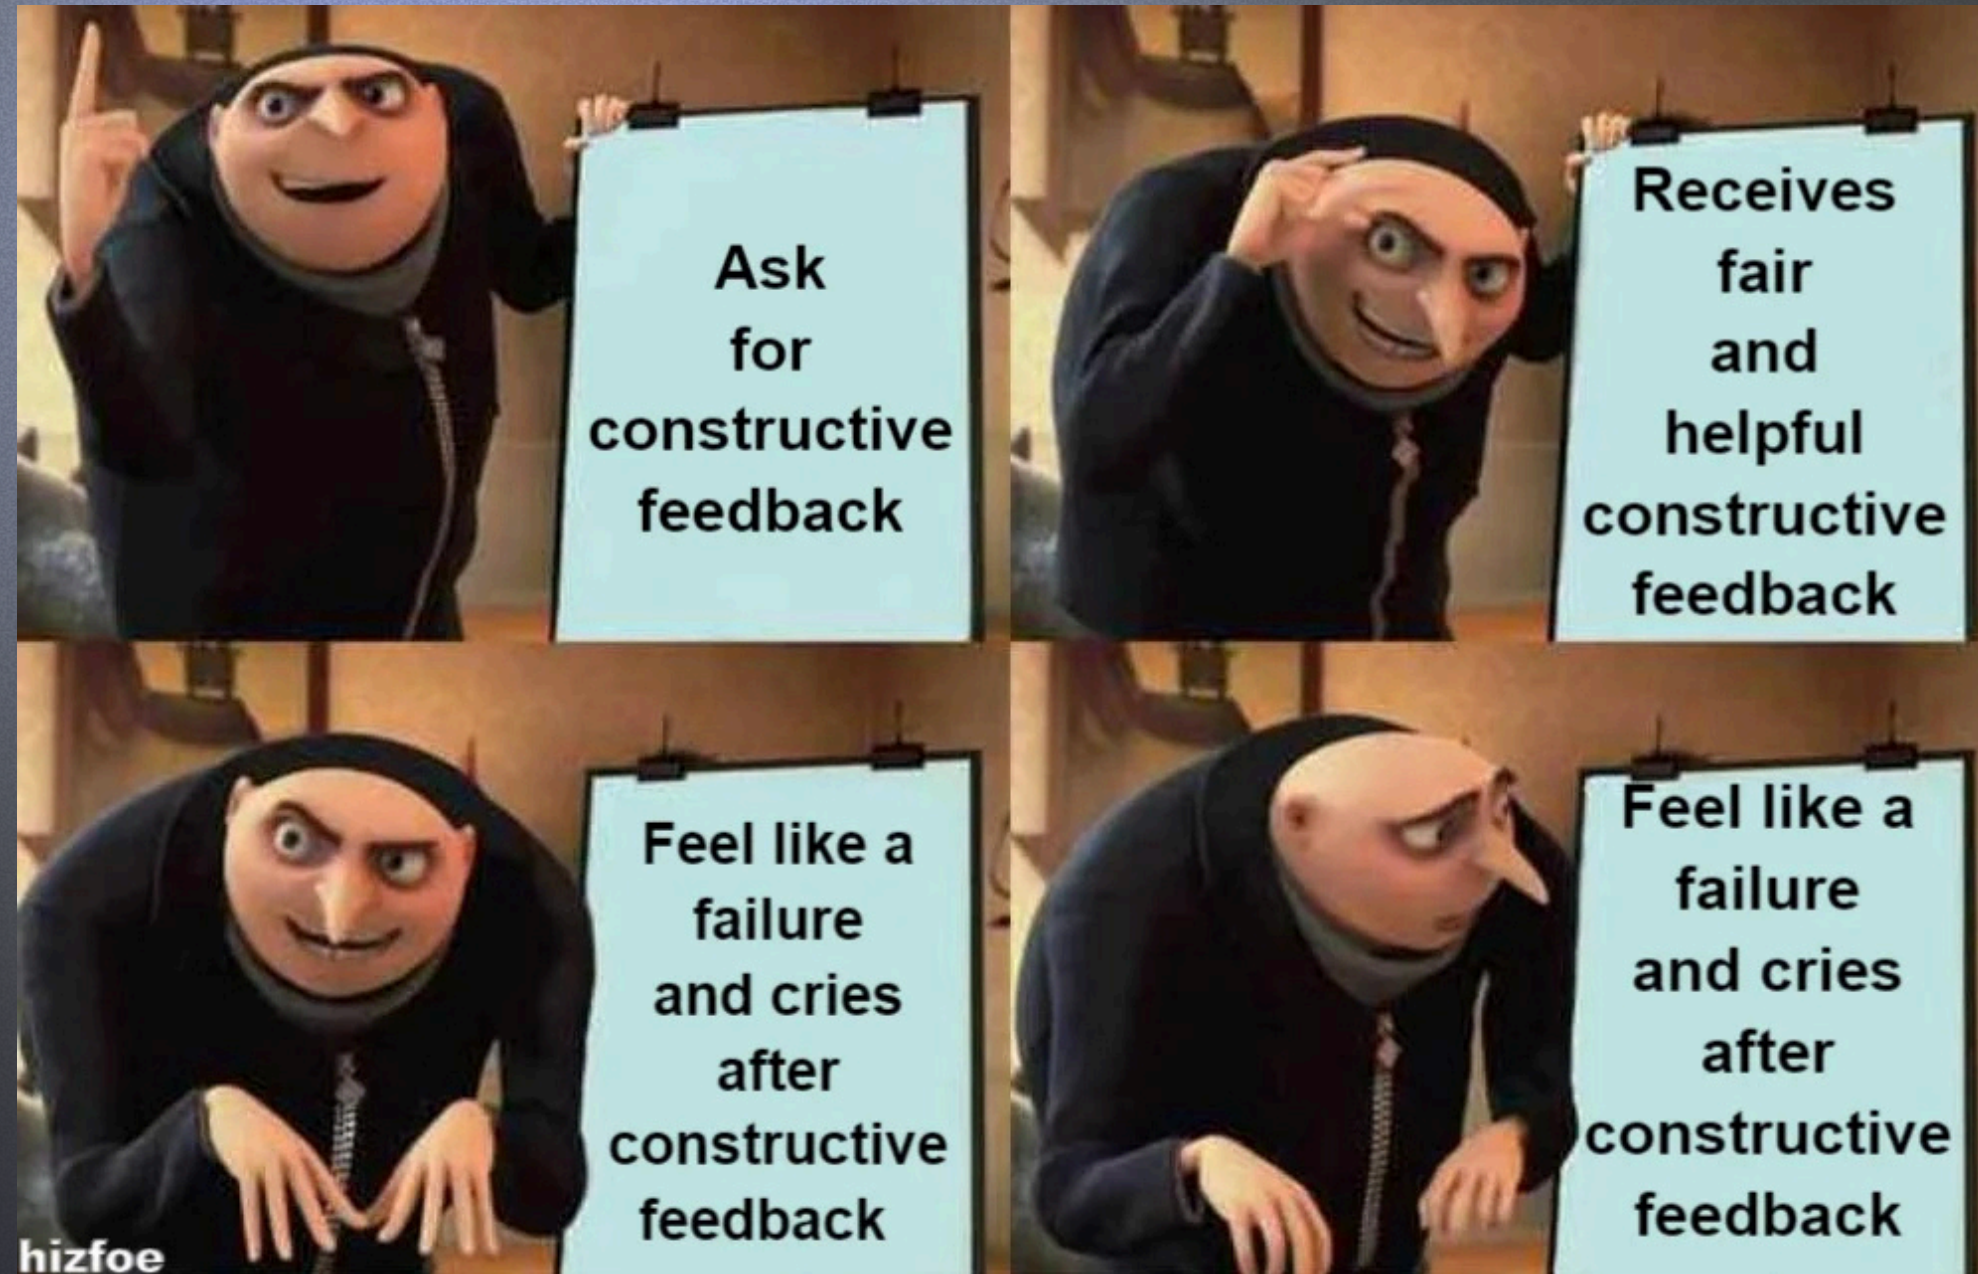 Ask
for
constructive
feedback
Receives
fair
and
helpful
constructive
feedback
Feel like a
failure
and cries
after
constructive
feedback
Feel like a
failure
and cries
after
constructive
feedback
hizfoe